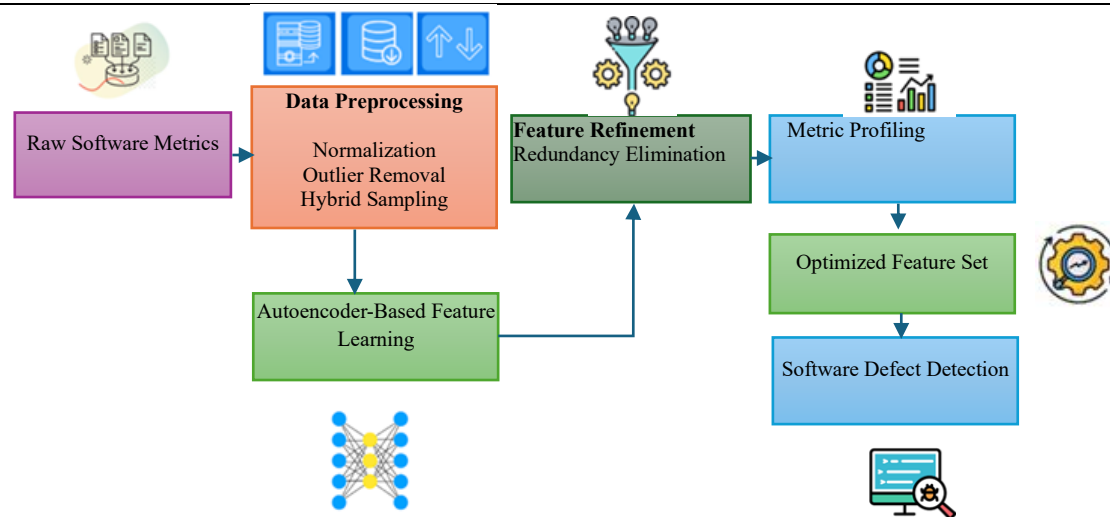 Raw Software Metrics
Data Preprocessing
Normalization
Outlier Removal
Hybrid Sampling
Autoencoder-Based Feature
Learning
Feature Refinement
Redundancy Elimination
Metric Profiling
Optimized Feature Set
Software Defect Detection